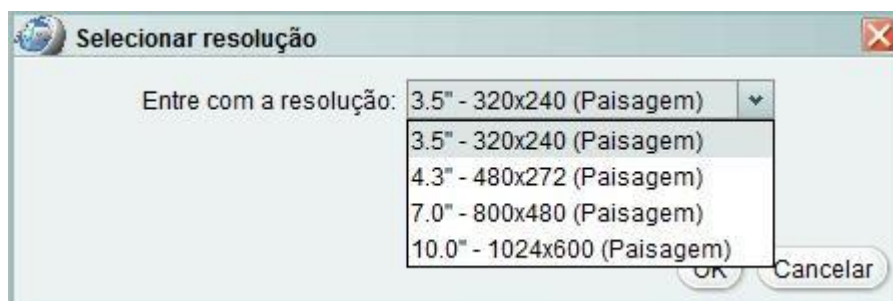 Selecionar resolução
Entre com a resolução: 3.5" - 320x240 (Paisagem)
3.5" - 320x240 (Paisagem)
4.3" - 480x272 (Paisagem)
7.0" - 800x480 (Paisagem)
10.0" - 1024x600 (Paisagem)
OK Cancelar